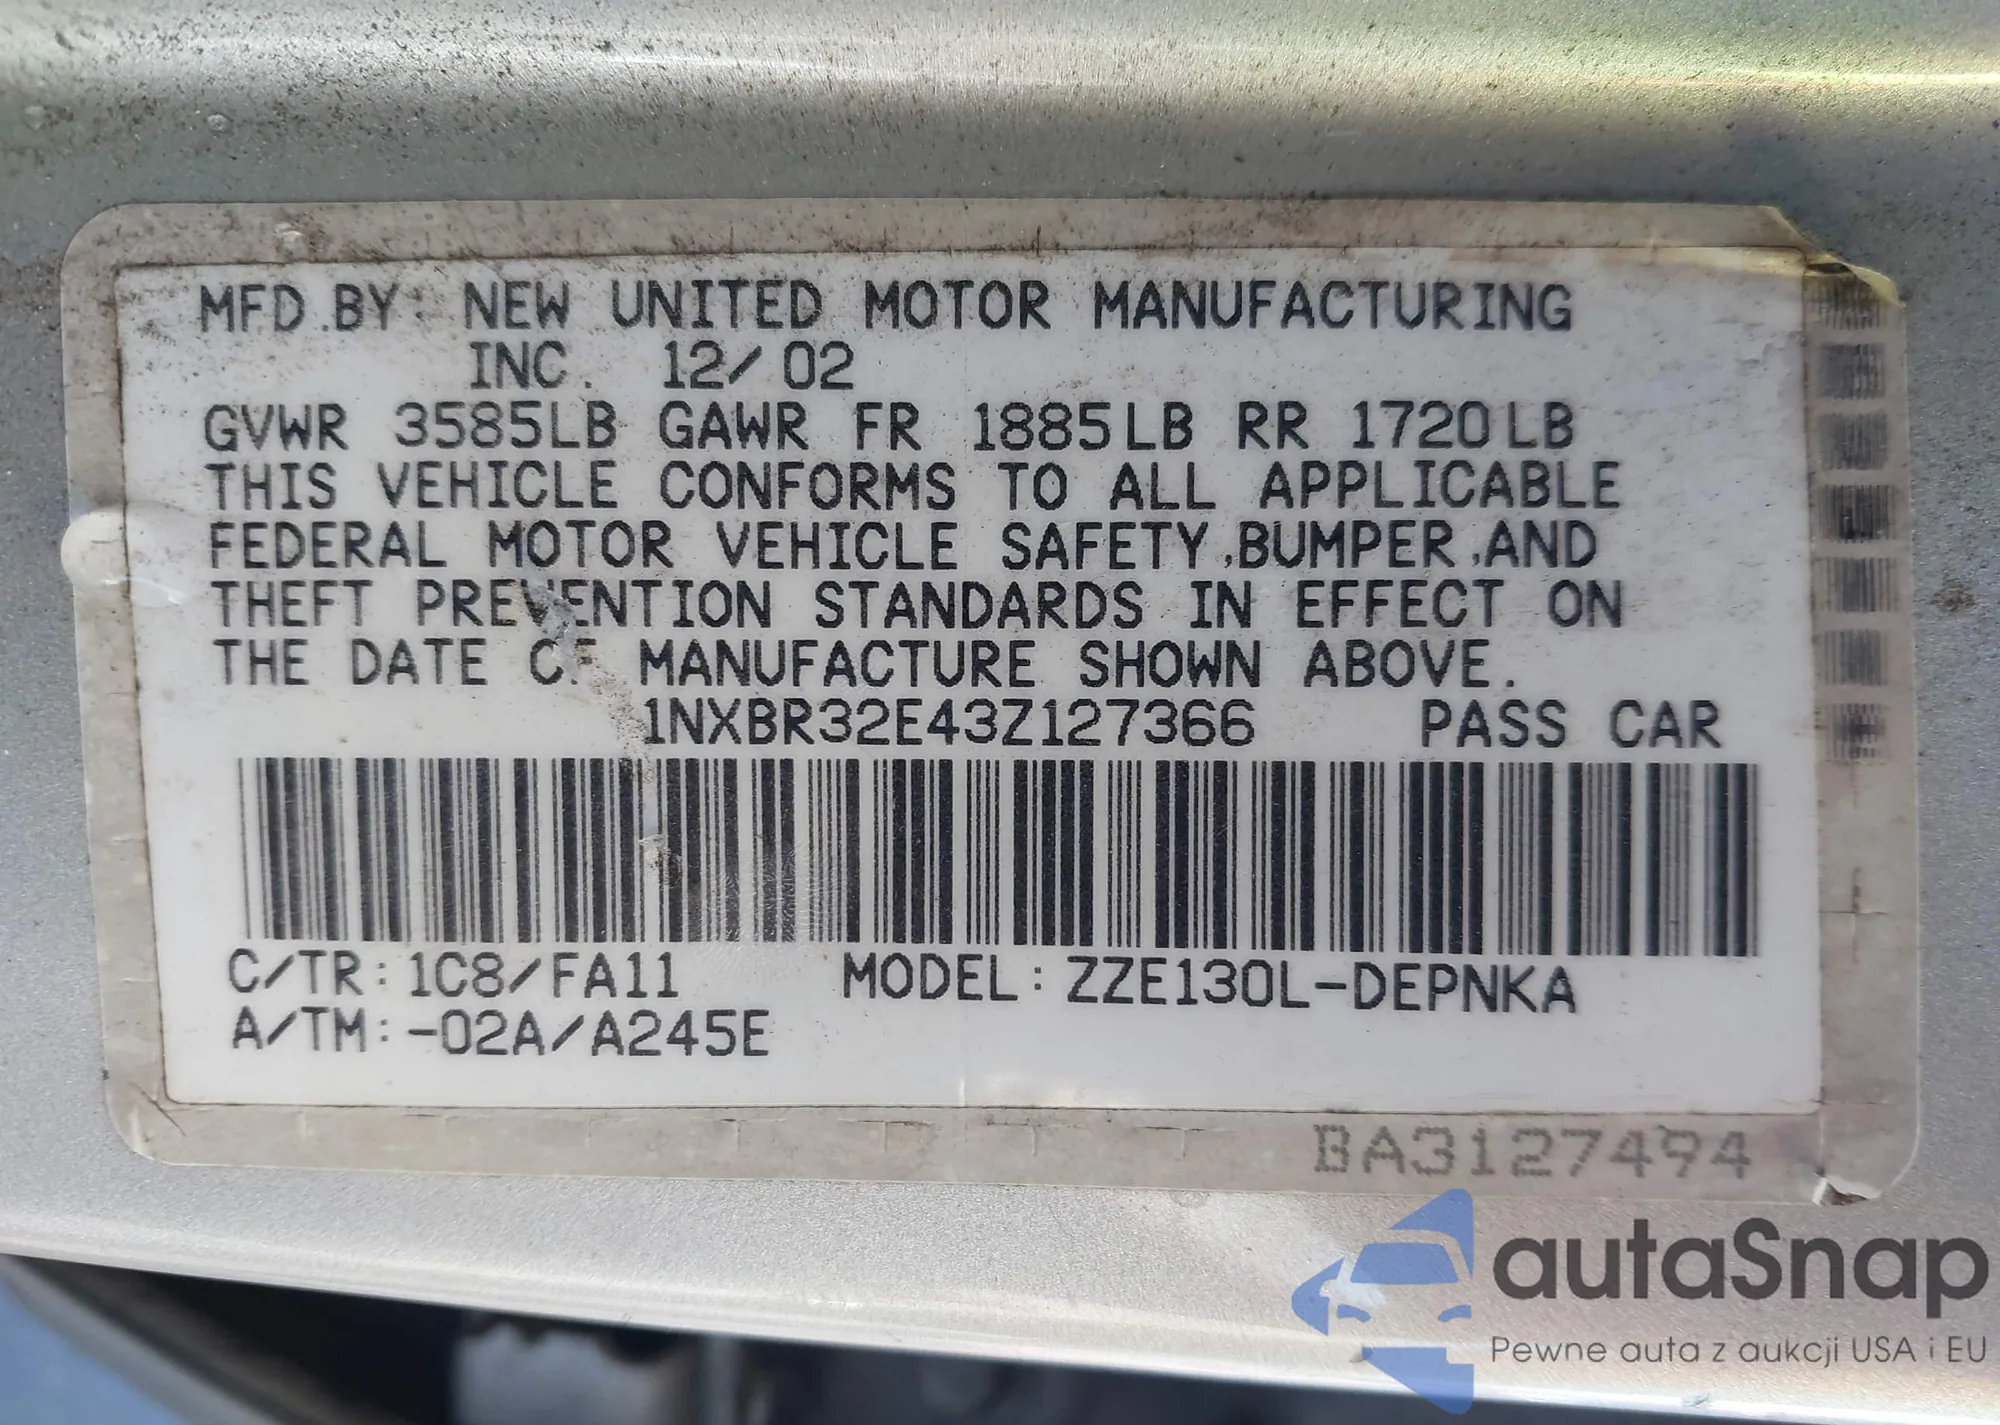 MFD.BY: NEW UNITED MOTOR MANUFACTURING
INC. 12/02
GVWR 3585LB GAWR FR 1885LB RR 1720LB
THIS VEHICLE CONFORMS TO ALL APPLICABLE
FEDERAL MOTOR VEHICLE SAFETY,BUMPER,AND
THEFT PREVENTION STANDARDS IN EFFECT ON
THE DATE OF MANUFACTURE SHOWN ABOVE.
1NXBR32E43Z127366 PASS CAR
C/TR: 1C8/FA11 MODEL: ZZE130L-DEPNKA
A/TM: -02A/A245E
BA3127494
autaSnap
Pewne auta z aukcji USA i EU